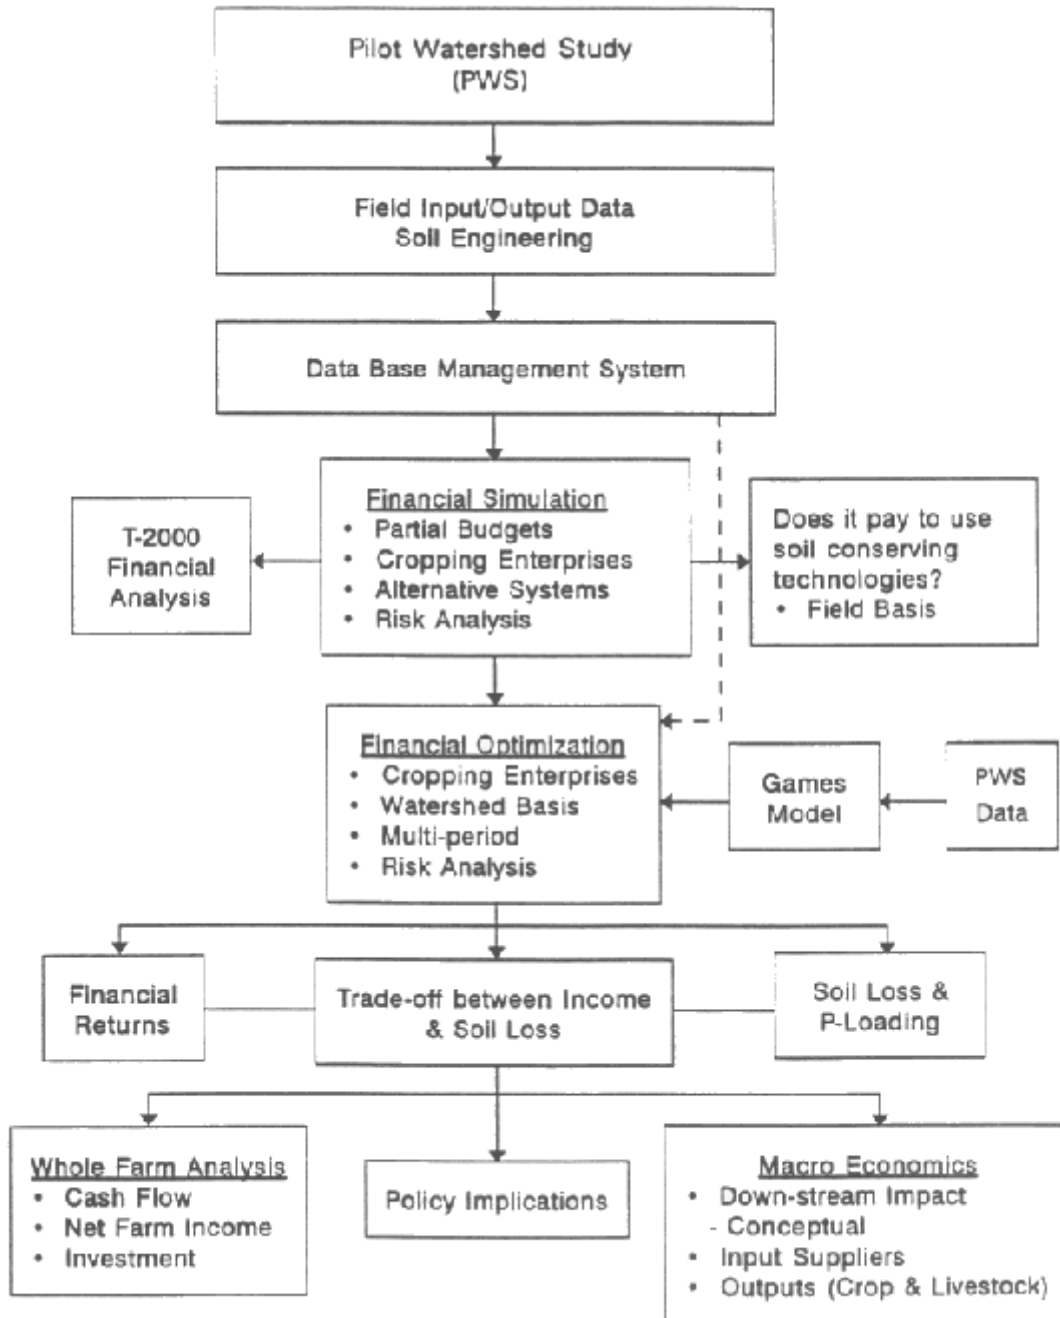 Pilot Watershed Study
(PWS)
Field Input/Output Data
Soil Engineering
Data Base Management System
Financial Simulation
• Partial Budgets
• Cropping Enterprises
• Alternative Systems
• Risk Analysis
T-2000
Financial
Analysis
Does it pay to use
soil conserving
technologies?
• Field Basis
Financial Optimization
• Cropping Enterprises
• Watershed Basis
• Multi-period
• Risk Analysis
Games
Model
PWS
Data
Financial
Returns
Trade-off between Income
& Soil Loss
Soil Loss &
P-Loading
Whole Farm Analysis
• Cash Flow
• Net Farm Income
• Investment
Policy Implications
Macro Economics
• Down-stream Impact
- Conceptual
• Input Suppliers
• Outputs (Crop & Livestock)